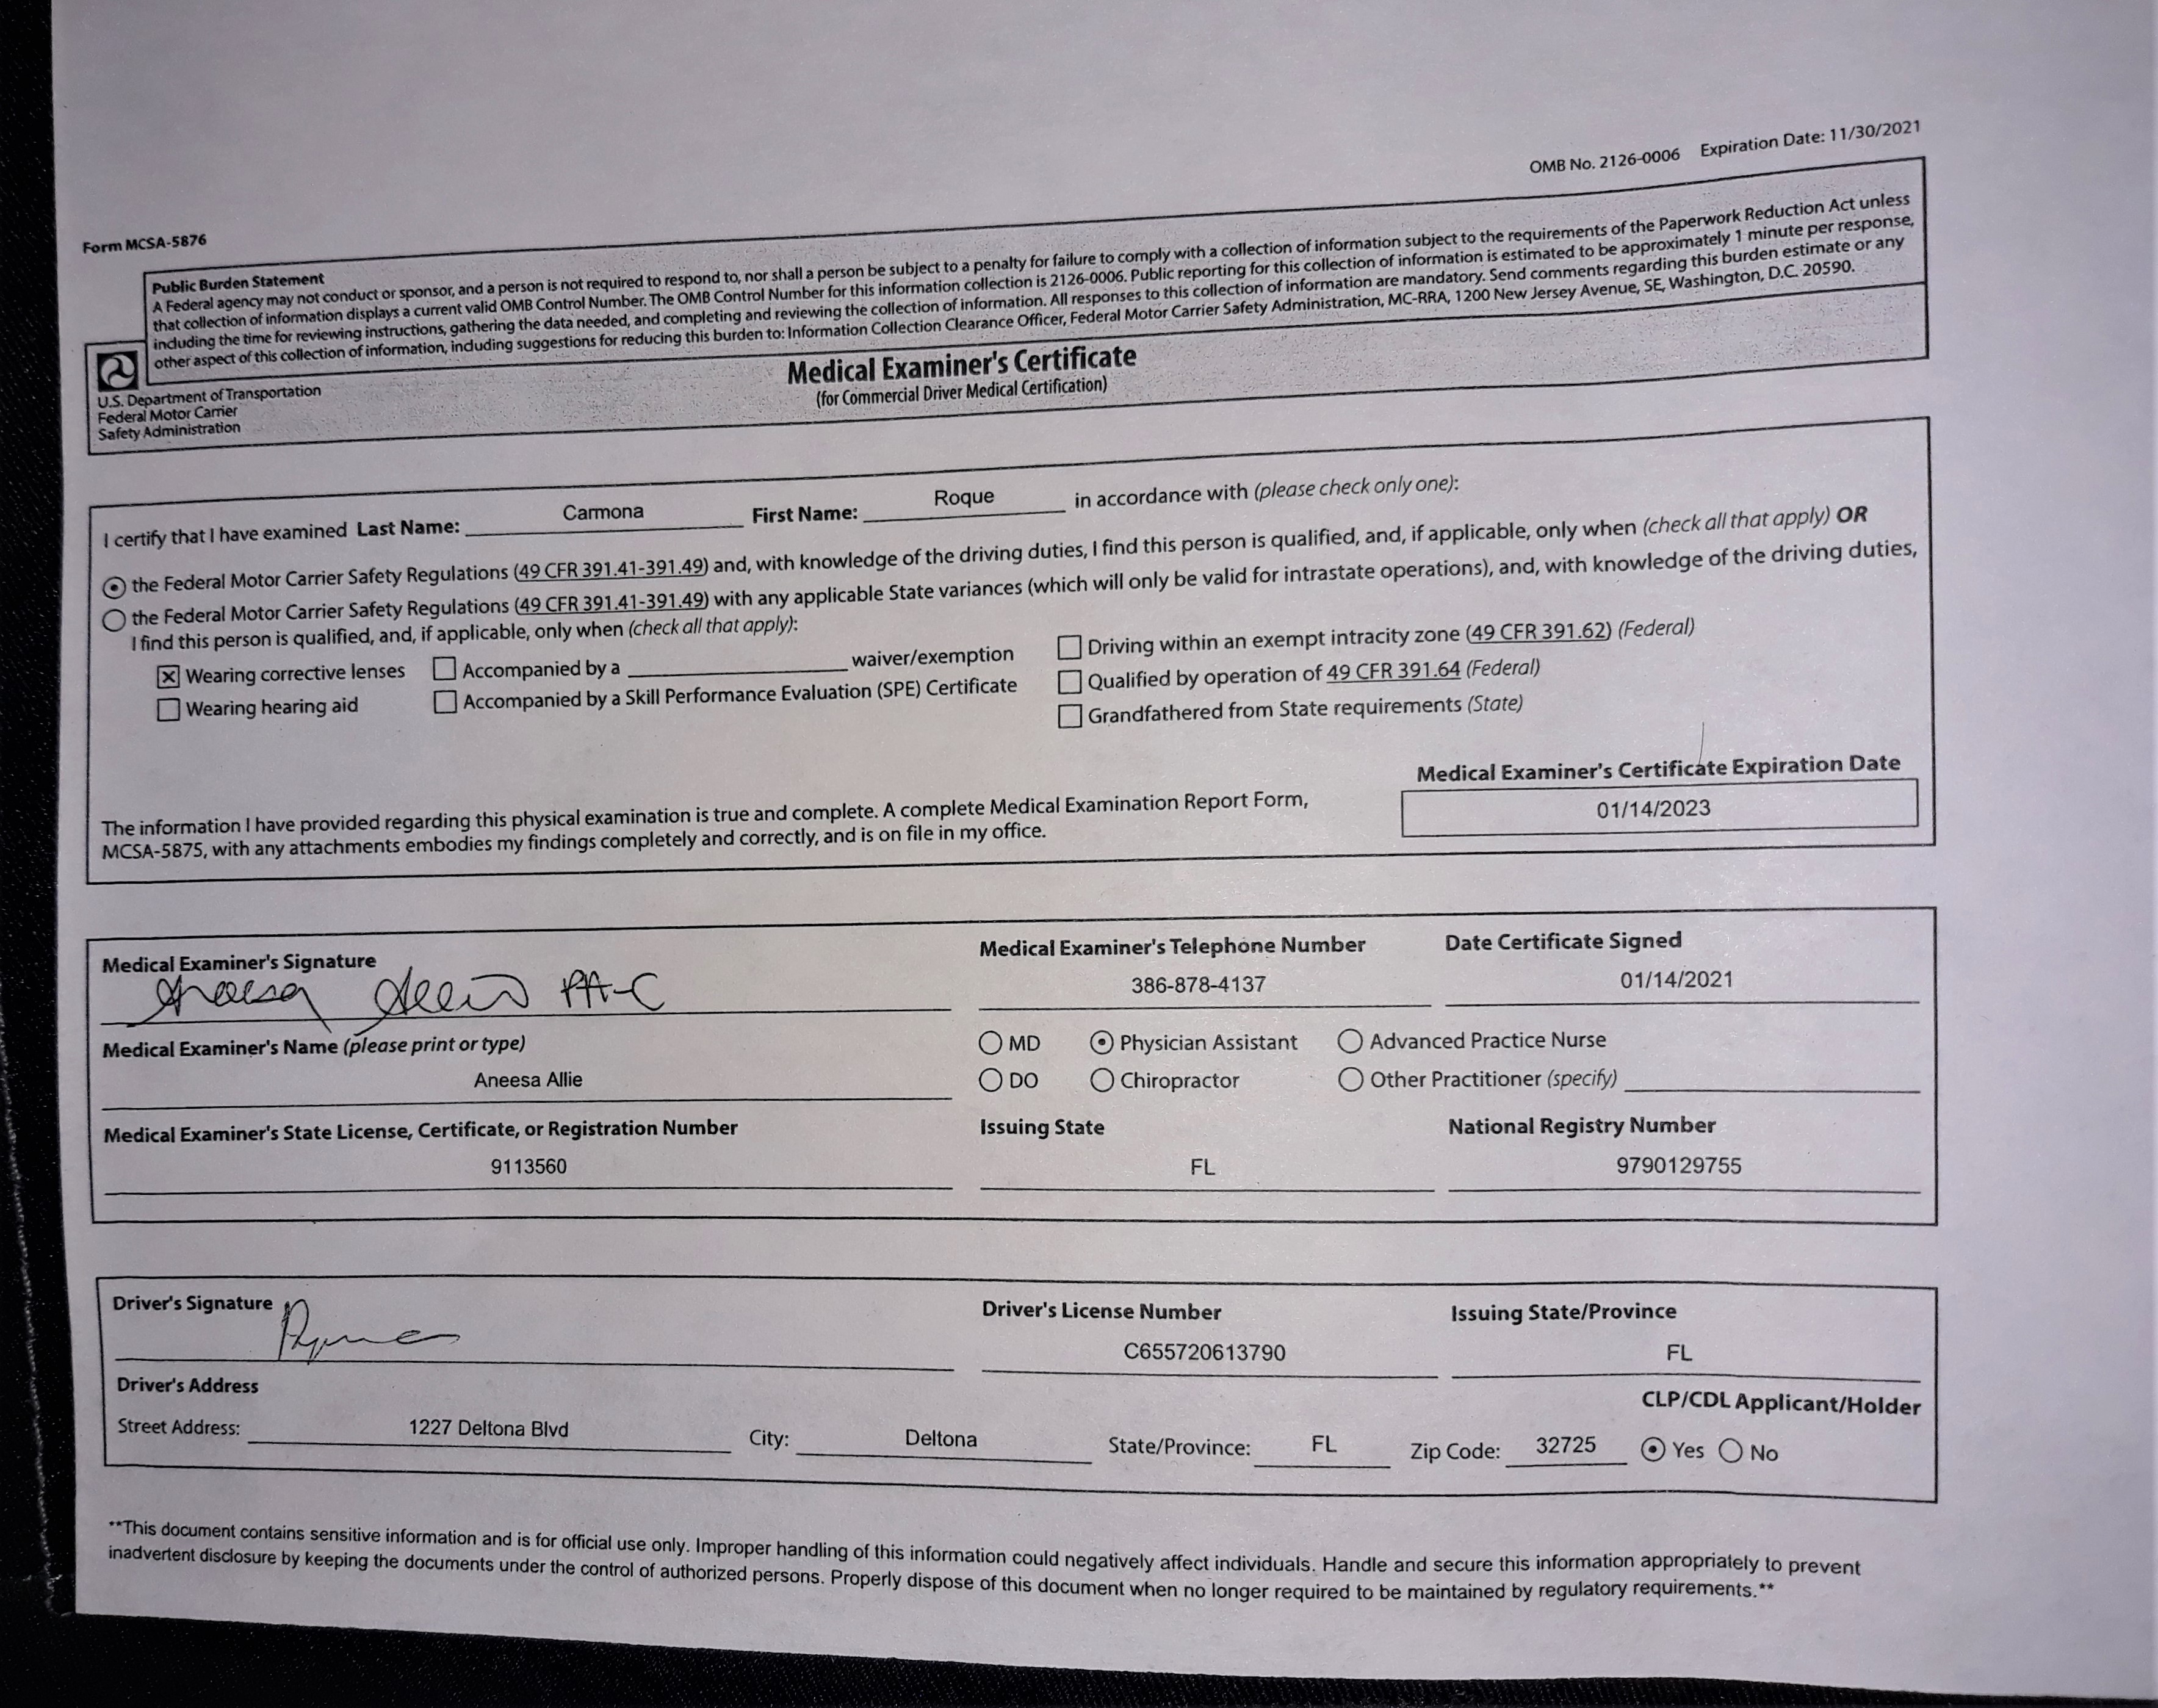 OMB No. 2126-0006 Expiration Date: 11/30/2021
Form MCSA-5876
Public Burden Statement
A Federal agency may not conduct or sponsor, and a person is not required to respond to, nor shall a person be subject to a penalty for failure to comply with a collection of information subject to the requirements of the Paperwork Reduction Act unless
that collection of information displays a current valid OMB Control Number. The OMB Control Number for this information collection is 2126-0006. Public reporting for this collection of information is estimated to be approximately 1 minute per response,
including the time for reviewing instructions, gathering the data needed, and completing and reviewing the collection of information. All responses to this collection of information are mandatory. Send comments regarding this burden estimate or any
other aspect of this collection of information, including suggestions for reducing this burden to: Information Collection Clearance Officer, Federal Motor Carrier Safety Administration, MC-RRA, 1200 New Jersey Avenue, SE, Washington, D.C. 20590.
U.S. Department of Transportation
Federal Motor Carrier
Safety Administration
Medical Examiner's Certificate
(for Commercial Driver Medical Certification)
I certify that I have examined Last Name: Carmona First Name: Roque in accordance with (please check only one):
the Federal Motor Carrier Safety Regulations (49 CFR 391.41-391.49) and, with knowledge of the driving duties, I find this person is qualified, and, if applicable, only when (check all that apply) OR
the Federal Motor Carrier Safety Regulations (49 CFR 391.41-391.49) with any applicable State variances (which will only be valid for intrastate operations), and, with knowledge of the driving duties,
I find this person is qualified, and, if applicable, only when (check all that apply):
Wearing corrective lenses Accompanied by a waiver/exemption Driving within an exempt intracity zone (49 CFR 391.62) (Federal)
Wearing hearing aid Accompanied by a Skill Performance Evaluation (SPE) Certificate Qualified by operation of 49 CFR 391.64 (Federal)
Grandfathered from State requirements (State)
Medical Examiner's Certificate Expiration Date
01/14/2023
The information I have provided regarding this physical examination is true and complete. A complete Medical Examination Report Form,
MCSA-5875, with any attachments embodies my findings completely and correctly, and is on file in my office.
Medical Examiner's Signature Medical Examiner's Telephone Number Date Certificate Signed
Aneesa Allie PA-C 386-878-4137 01/14/2021
Medical Examiner's Name (please print or type) MD Physician Assistant Advanced Practice Nurse
Aneesa Allie DO Chiropractor Other Practitioner (specify)
Medical Examiner's State License, Certificate, or Registration Number Issuing State National Registry Number
9113560 FL 9790129755
Driver's Signature Driver's License Number Issuing State/Province
C655720613790 FL
Driver's Address CLP/CDL Applicant/Holder
Street Address: 1227 Deltona Blvd City: Deltona State/Province: FL Zip Code: 32725 Yes No
**This document contains sensitive information and is for official use only. Improper handling of this information could negatively affect individuals. Handle and secure this information appropriately to prevent
inadvertent disclosure by keeping the documents under the control of authorized persons. Properly dispose of this document when no longer required to be maintained by regulatory requirements.**